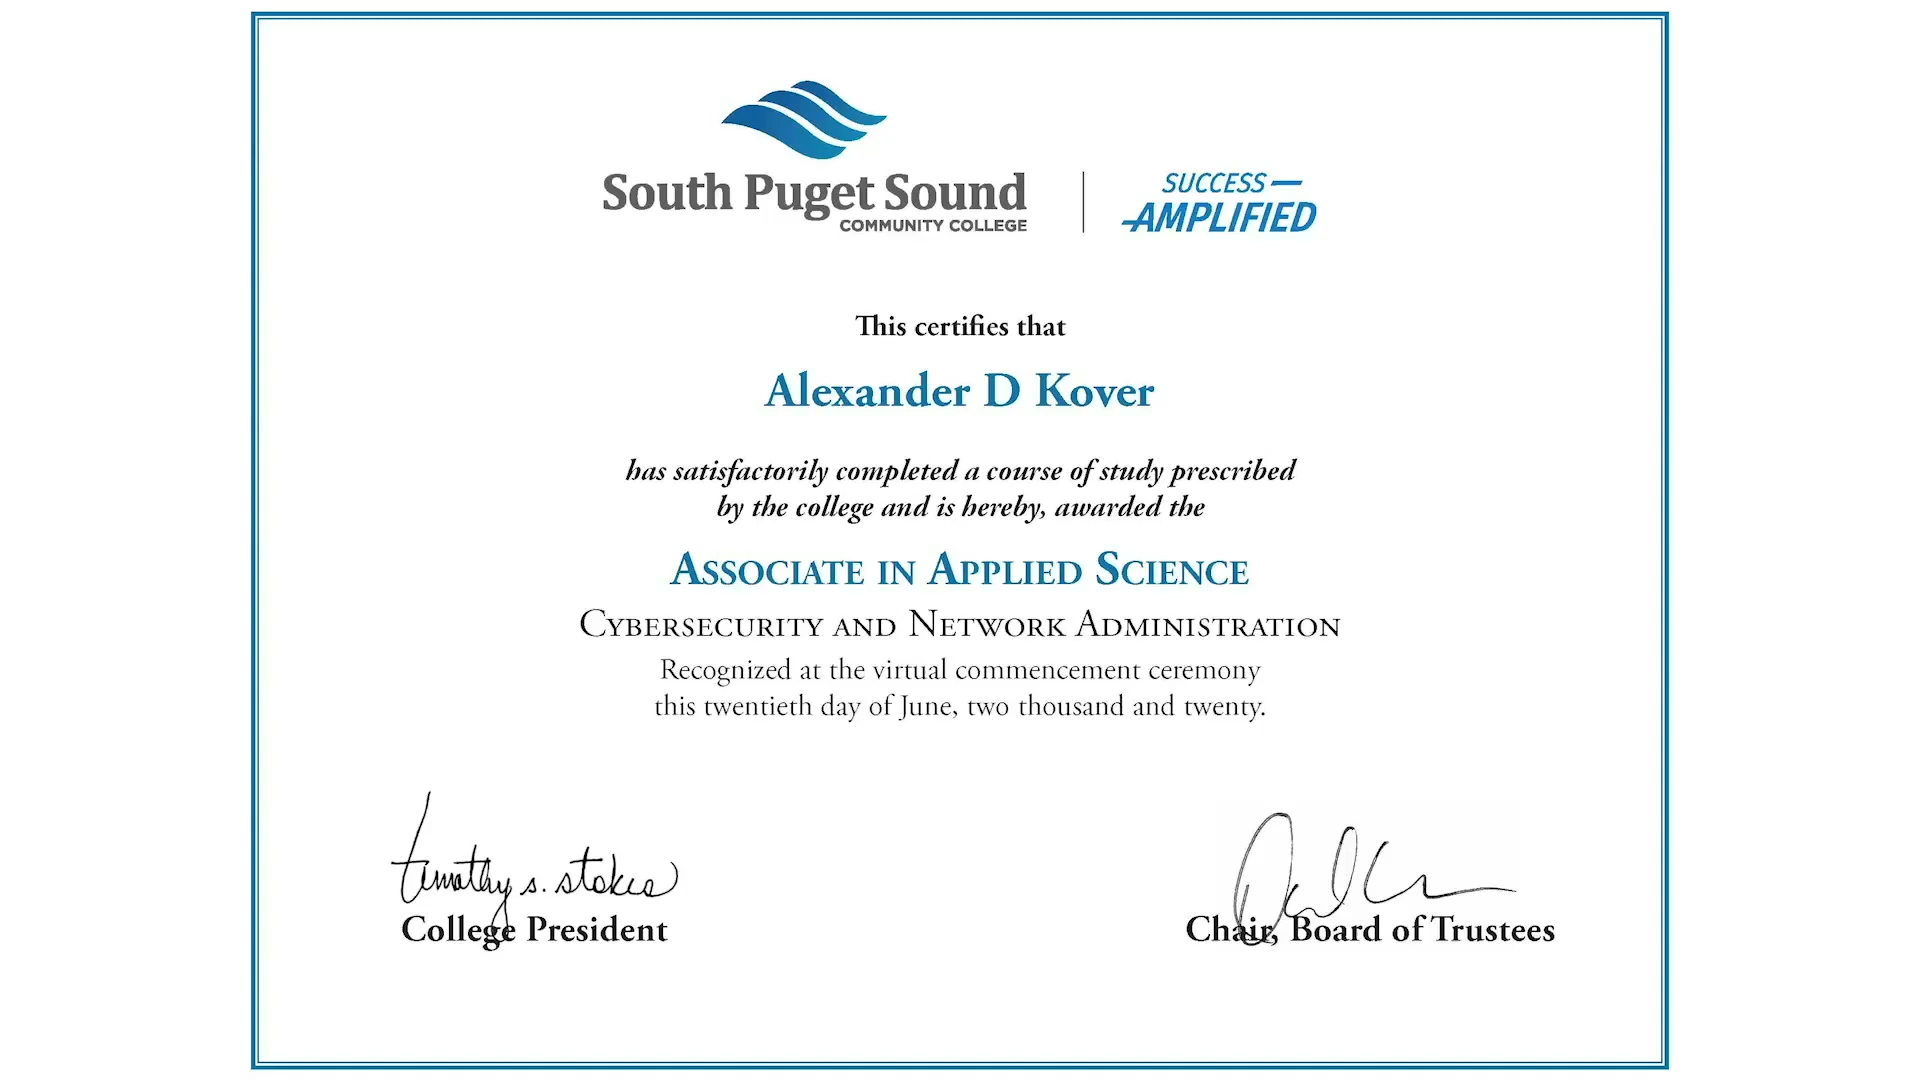 South Puget Sound
COMMUNITY COLLEGE
SUCCESS
AMPLIFIED
This certifies that
Alexander D Kover
has satisfactorily completed a course of study prescribed
by the college and is hereby, awarded the
Associate in Applied Science
Cybersecurity and Network Administration
Recognized at the virtual commencement ceremony
this twentieth day of June, two thousand and twenty.
timothy s. stokes
College President
Chair, Board of Trustees